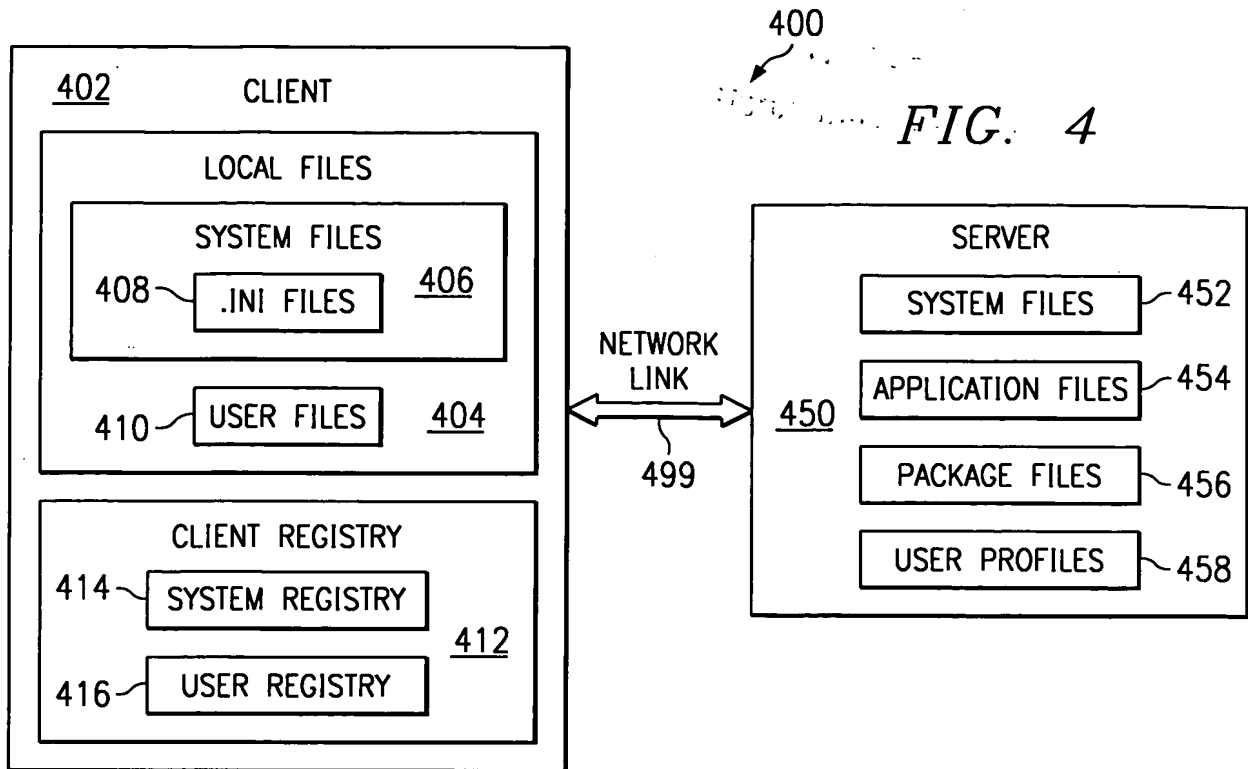 400
FIG. 4
402 CLIENT
LOCAL FILES
SYSTEM FILES
408 .INI FILES 406
410 USER FILES 404
CLIENT REGISTRY
414 SYSTEM REGISTRY
412
416 USER REGISTRY
NETWORK
LINK
499
SERVER
SYSTEM FILES 452
APPLICATION FILES 454
450
PACKAGE FILES 456
USER PROFILES 458